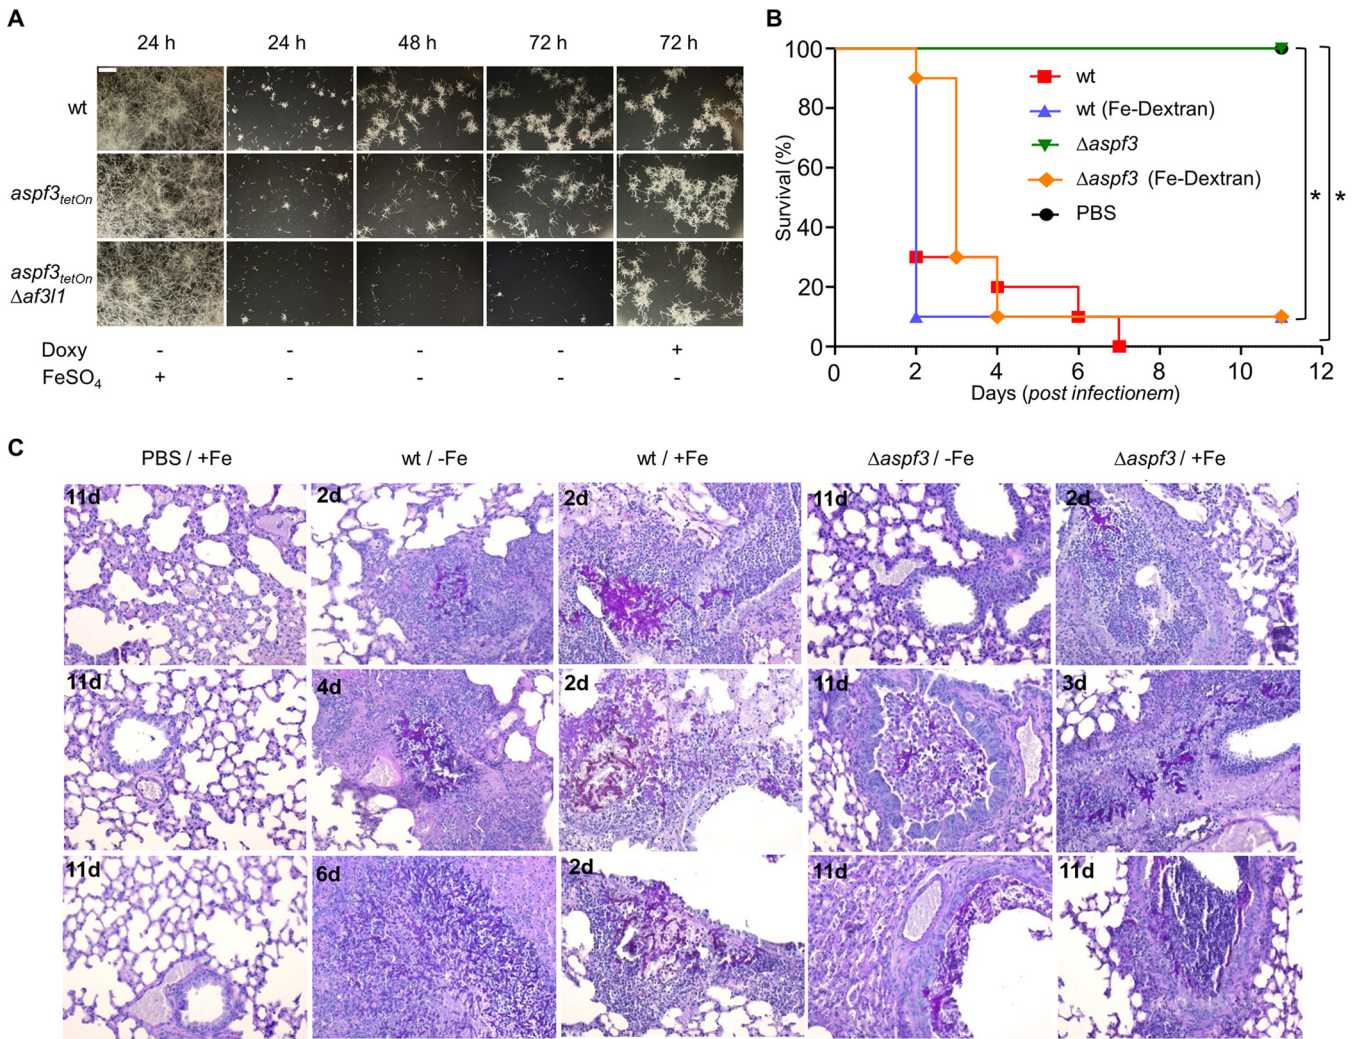 A
24 h 24 h 48 h 72 h 72 h
wt
aspf3tetOn
aspf3tetOn
Δaf3l1
Doxy - - - - +
FeSO4 + - - - -
B
100
80
60
40
20
0
Survival (%)
wt
wt (Fe-Dextran)
Δaspf3
Δaspf3 (Fe-Dextran)
PBS
* *
0 2 4 6 8 10 12
Days (post infectionem)
C
PBS / +Fe wt / -Fe wt / +Fe Δaspf3 / -Fe Δaspf3 / +Fe
11d 2d 2d 11d 2d
11d 4d 2d 11d 3d
11d 6d 2d 11d 11d